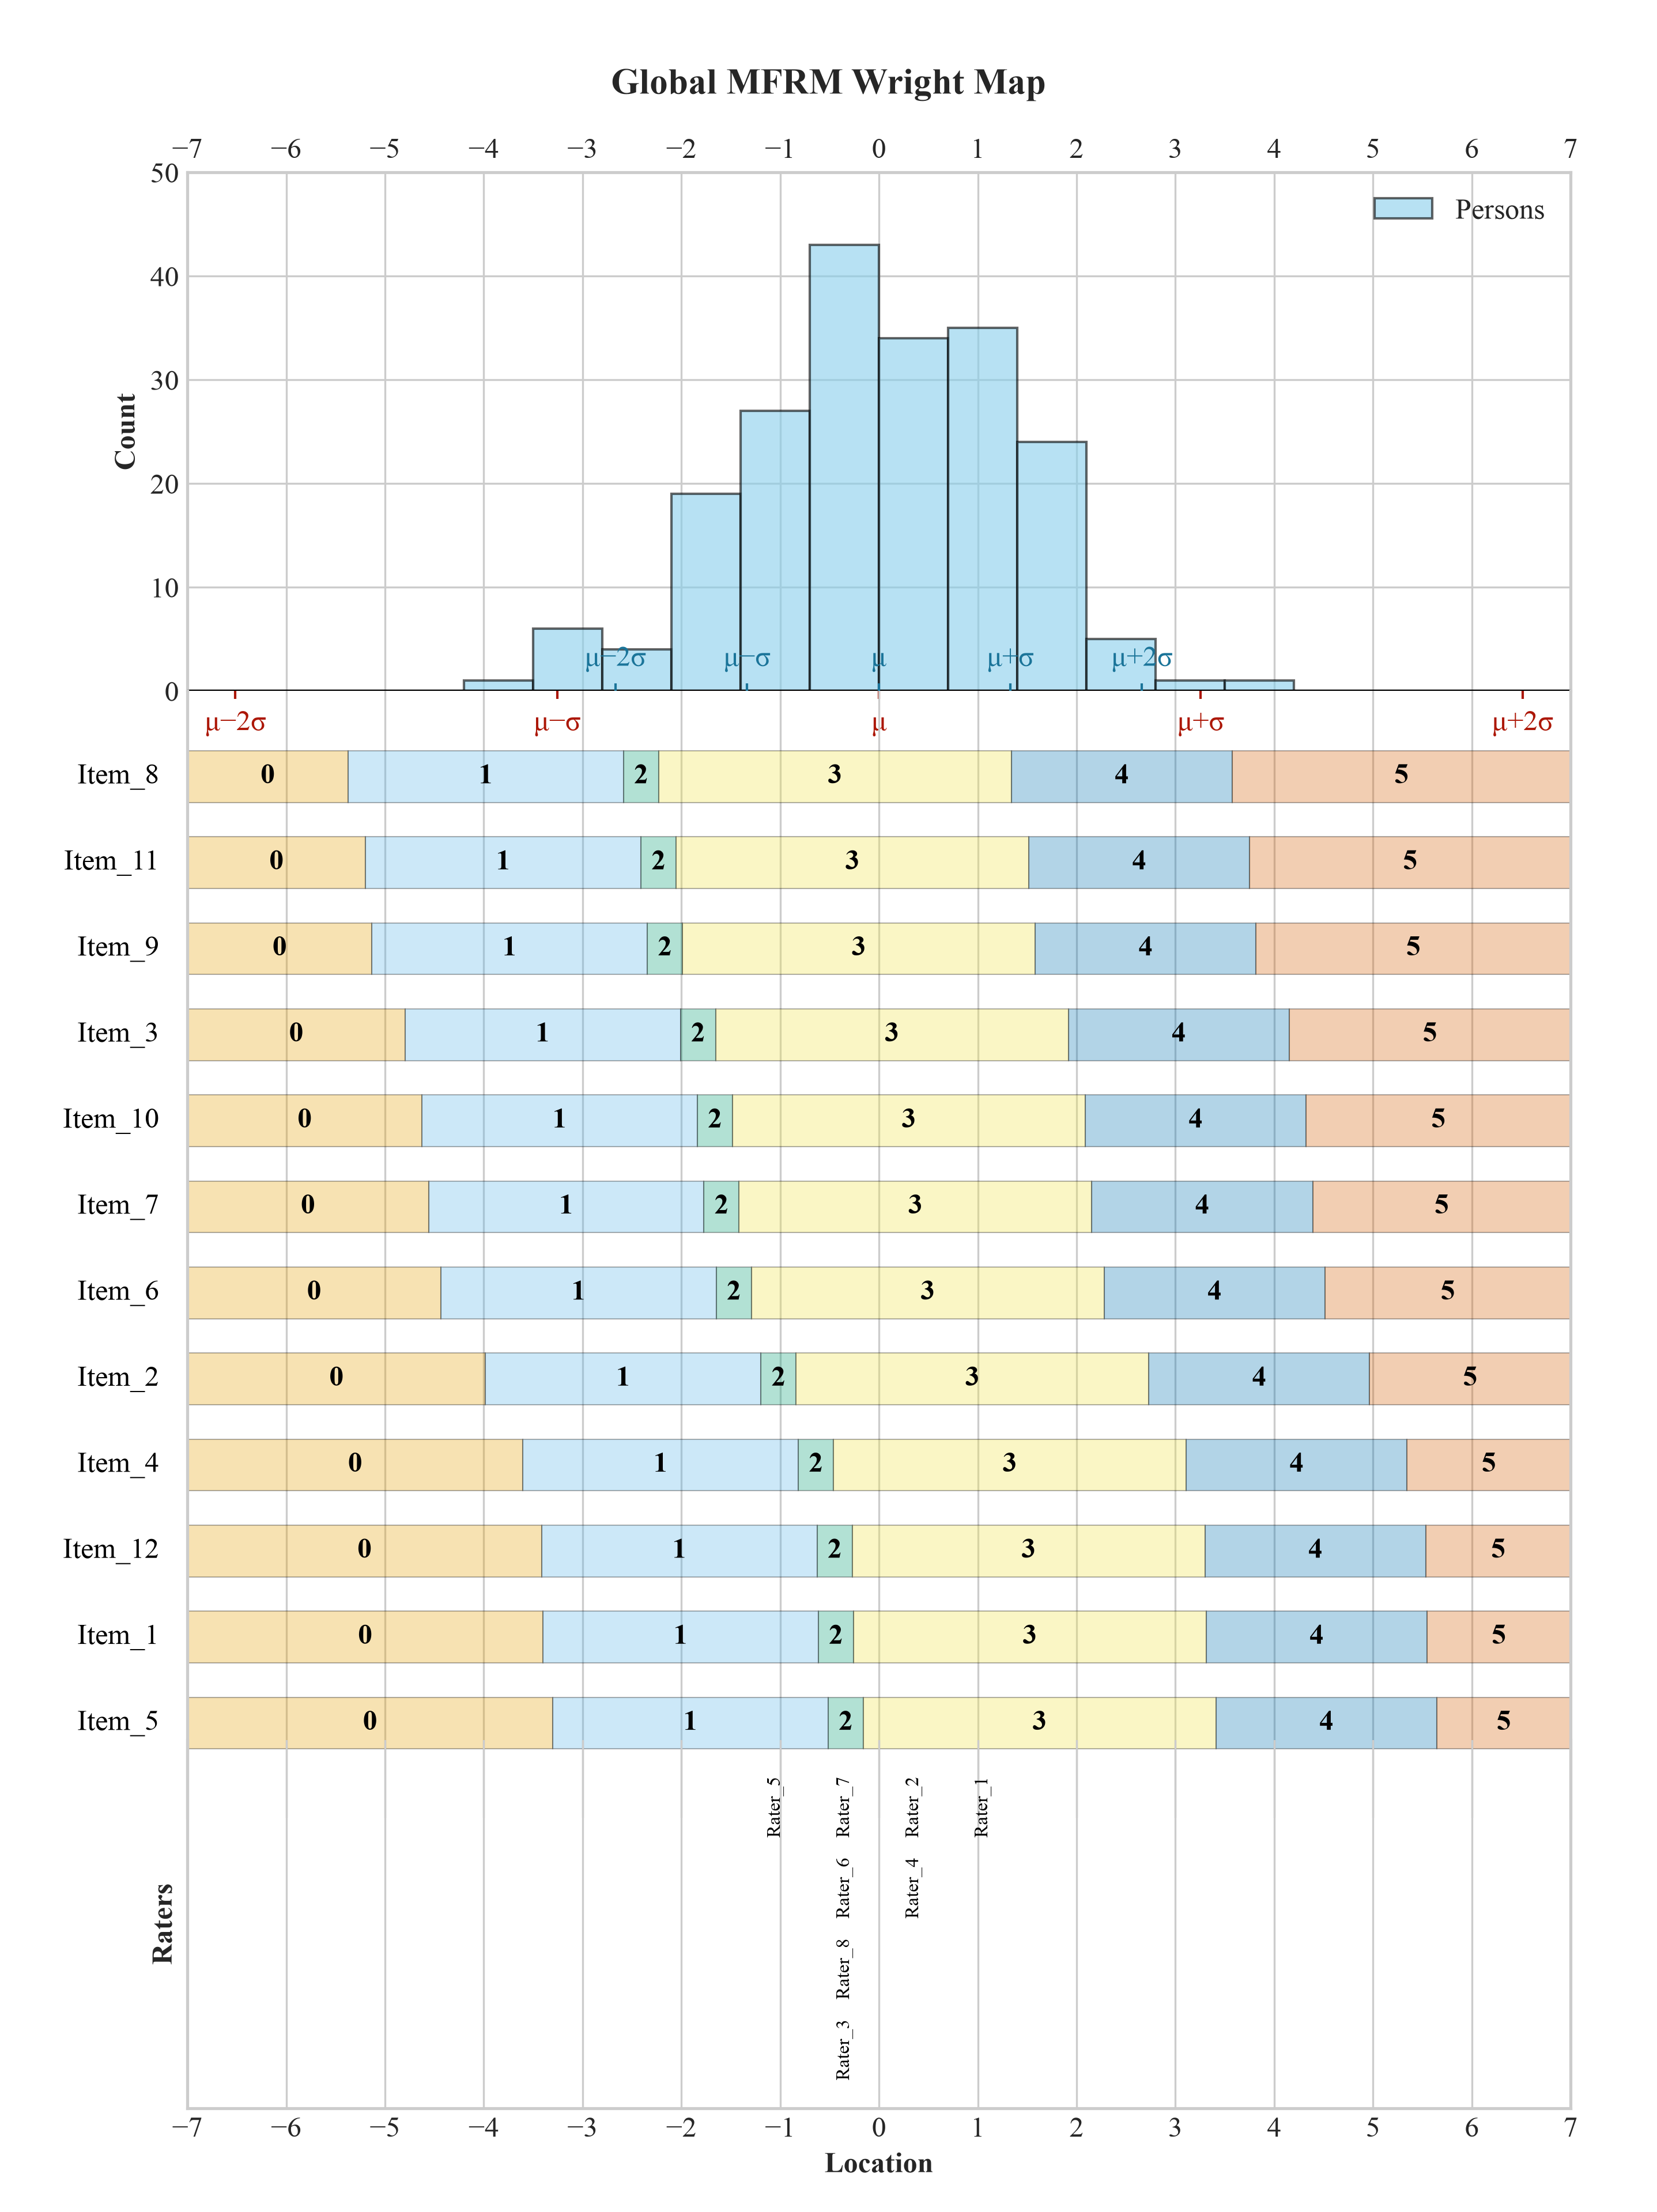 Global MFRM Wright Map
−7 −6 −5 −4 −3 −2 −1 0 1 2 3 4 5 6 7
50
Persons
40
30
Count
20
10
μ−2σ μ−σ μ μ+σ μ+2σ
0
μ−2σ μ−σ μ μ+σ μ+2σ
Item_8 0 1 2 3 4 5
Item_11 0 1 2 3 4 5
Item_9 0 1 2 3 4 5
Item_3 0 1 2 3 4 5
Item_10 0 1 2 3 4 5
Item_7 0 1 2 3 4 5
Item_6 0 1 2 3 4 5
Item_2 0 1 2 3 4 5
Item_4 0 1 2 3 4 5
Item_12 0 1 2 3 4 5
Item_1 0 1 2 3 4 5
Item_5 0 1 2 3 4 5
Rater_5 Rater_7 Rater_2 Rater_1
Rater_6 Rater_4
Raters
Rater_8
Rater_3
−7 −6 −5 −4 −3 −2 −1 0 1 2 3 4 5 6 7
Location